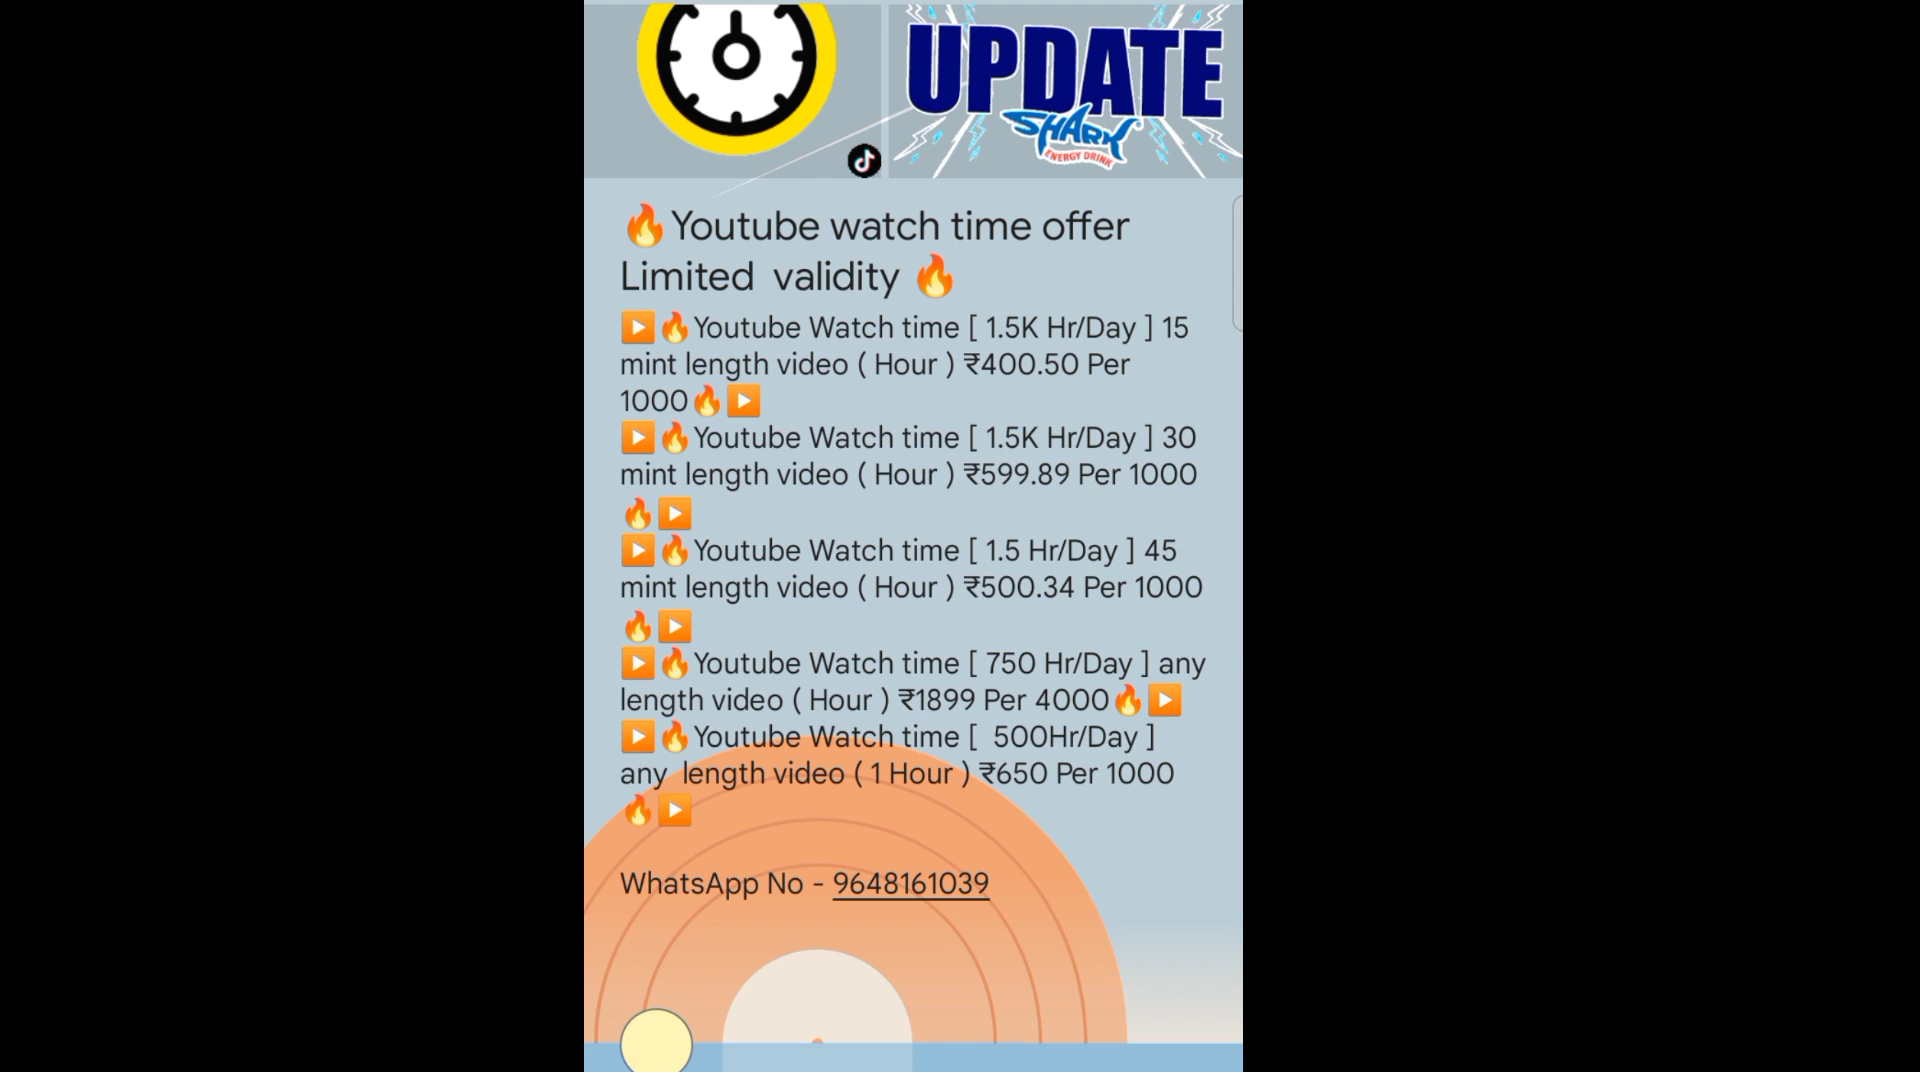 UPDATE
SHARK
ENERGY DRINK
🔥Youtube watch time offer
Limited  validity 🔥
▶️🔥Youtube Watch time [ 1.5K Hr/Day ] 15
mint length video ( Hour ) ₹400.50 Per
1000🔥▶️
▶️🔥Youtube Watch time [ 1.5K Hr/Day ] 30
mint length video ( Hour ) ₹599.89 Per 1000
🔥▶️
▶️🔥Youtube Watch time [ 1.5 Hr/Day ] 45
mint length video ( Hour ) ₹500.34 Per 1000
🔥▶️
▶️🔥Youtube Watch time [ 750 Hr/Day ] any
length video ( Hour ) ₹1899 Per 4000🔥▶️
▶️🔥Youtube Watch time [  500Hr/Day ]
any  length video ( 1 Hour ) ₹650 Per 1000
🔥▶️
WhatsApp No - 9648161039